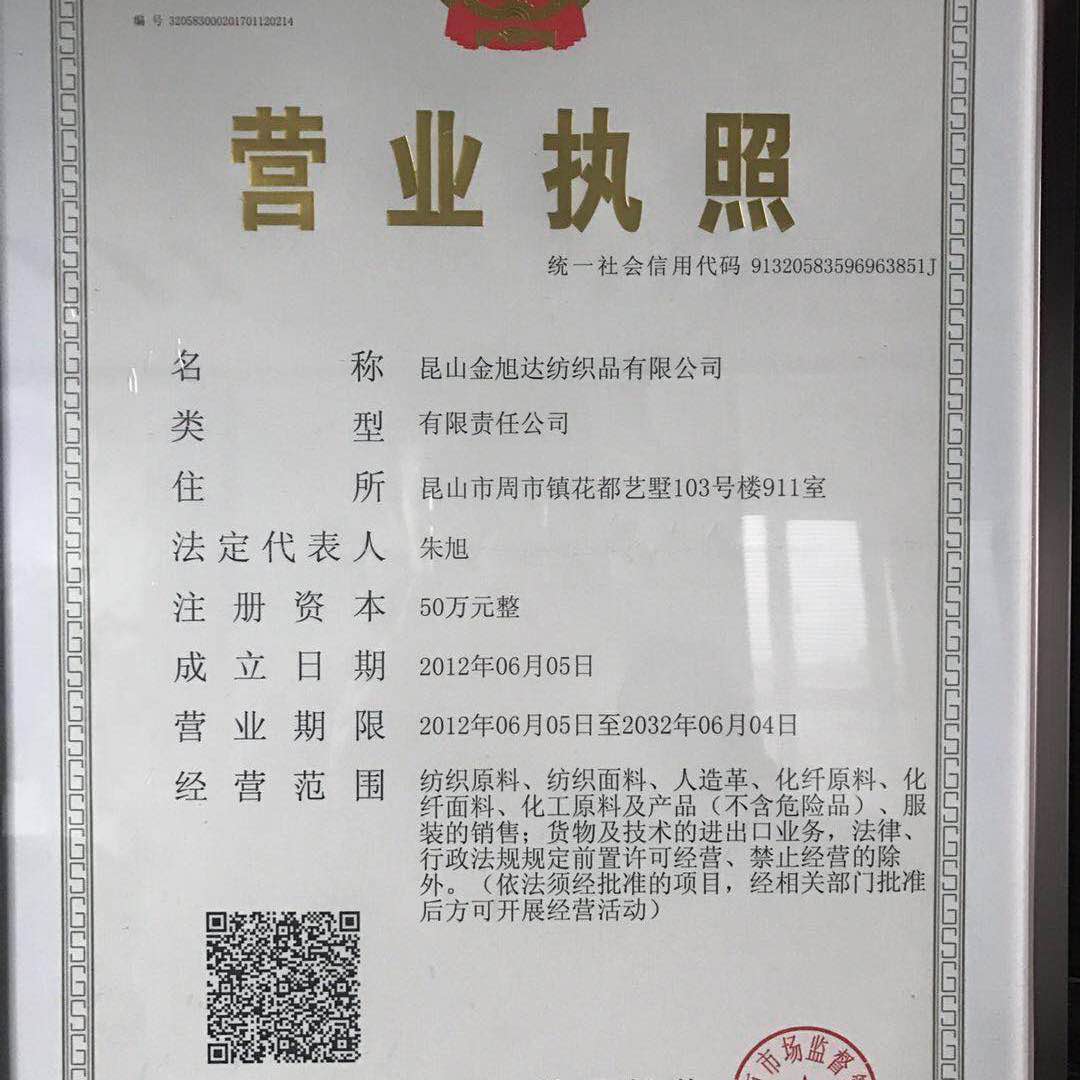 编 号 320583000201701120214
营业执照
统一社会信用代码 91320583596963851J
名称 昆山金旭达纺织品有限公司
类型 有限责任公司
住所 昆山市周市镇花都艺墅103号楼911室
法定代表人 朱旭
注册资本 50万元整
成立日期 2012年06月05日
营业期限 2012年06月05日至2032年06月04日
经营范围 纺织原料、纺织面料、人造革、化纤原料、化
纤面料、化工原料及产品（不含危险品）、服
装的销售；货物及技术的进出口业务，法律、
行政法规规定前置许可经营、禁止经营的除
外。（依法须经批准的项目，经相关部门批准
后方可开展经营活动）
市场监督